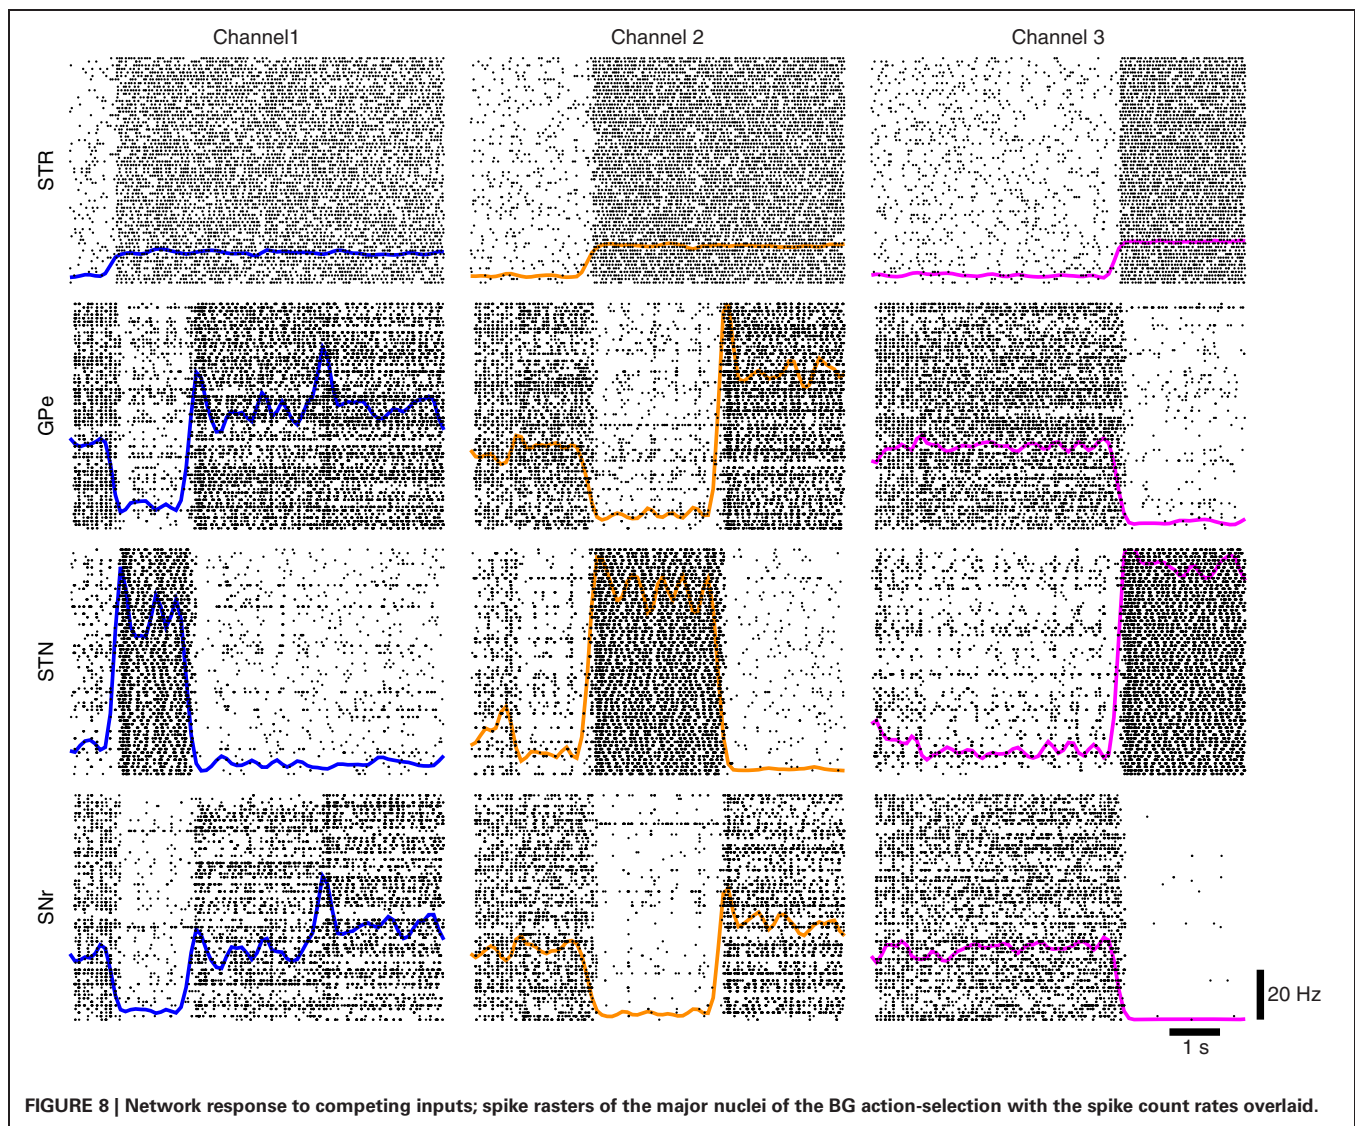 Channel1
Channel 2
Channel 3
STR
GPe
STN
SNr
20 Hz
1 s
FIGURE 8 | Network response to competing inputs; spike rasters of the major nuclei of the BG action-selection with the spike count rates overlaid.